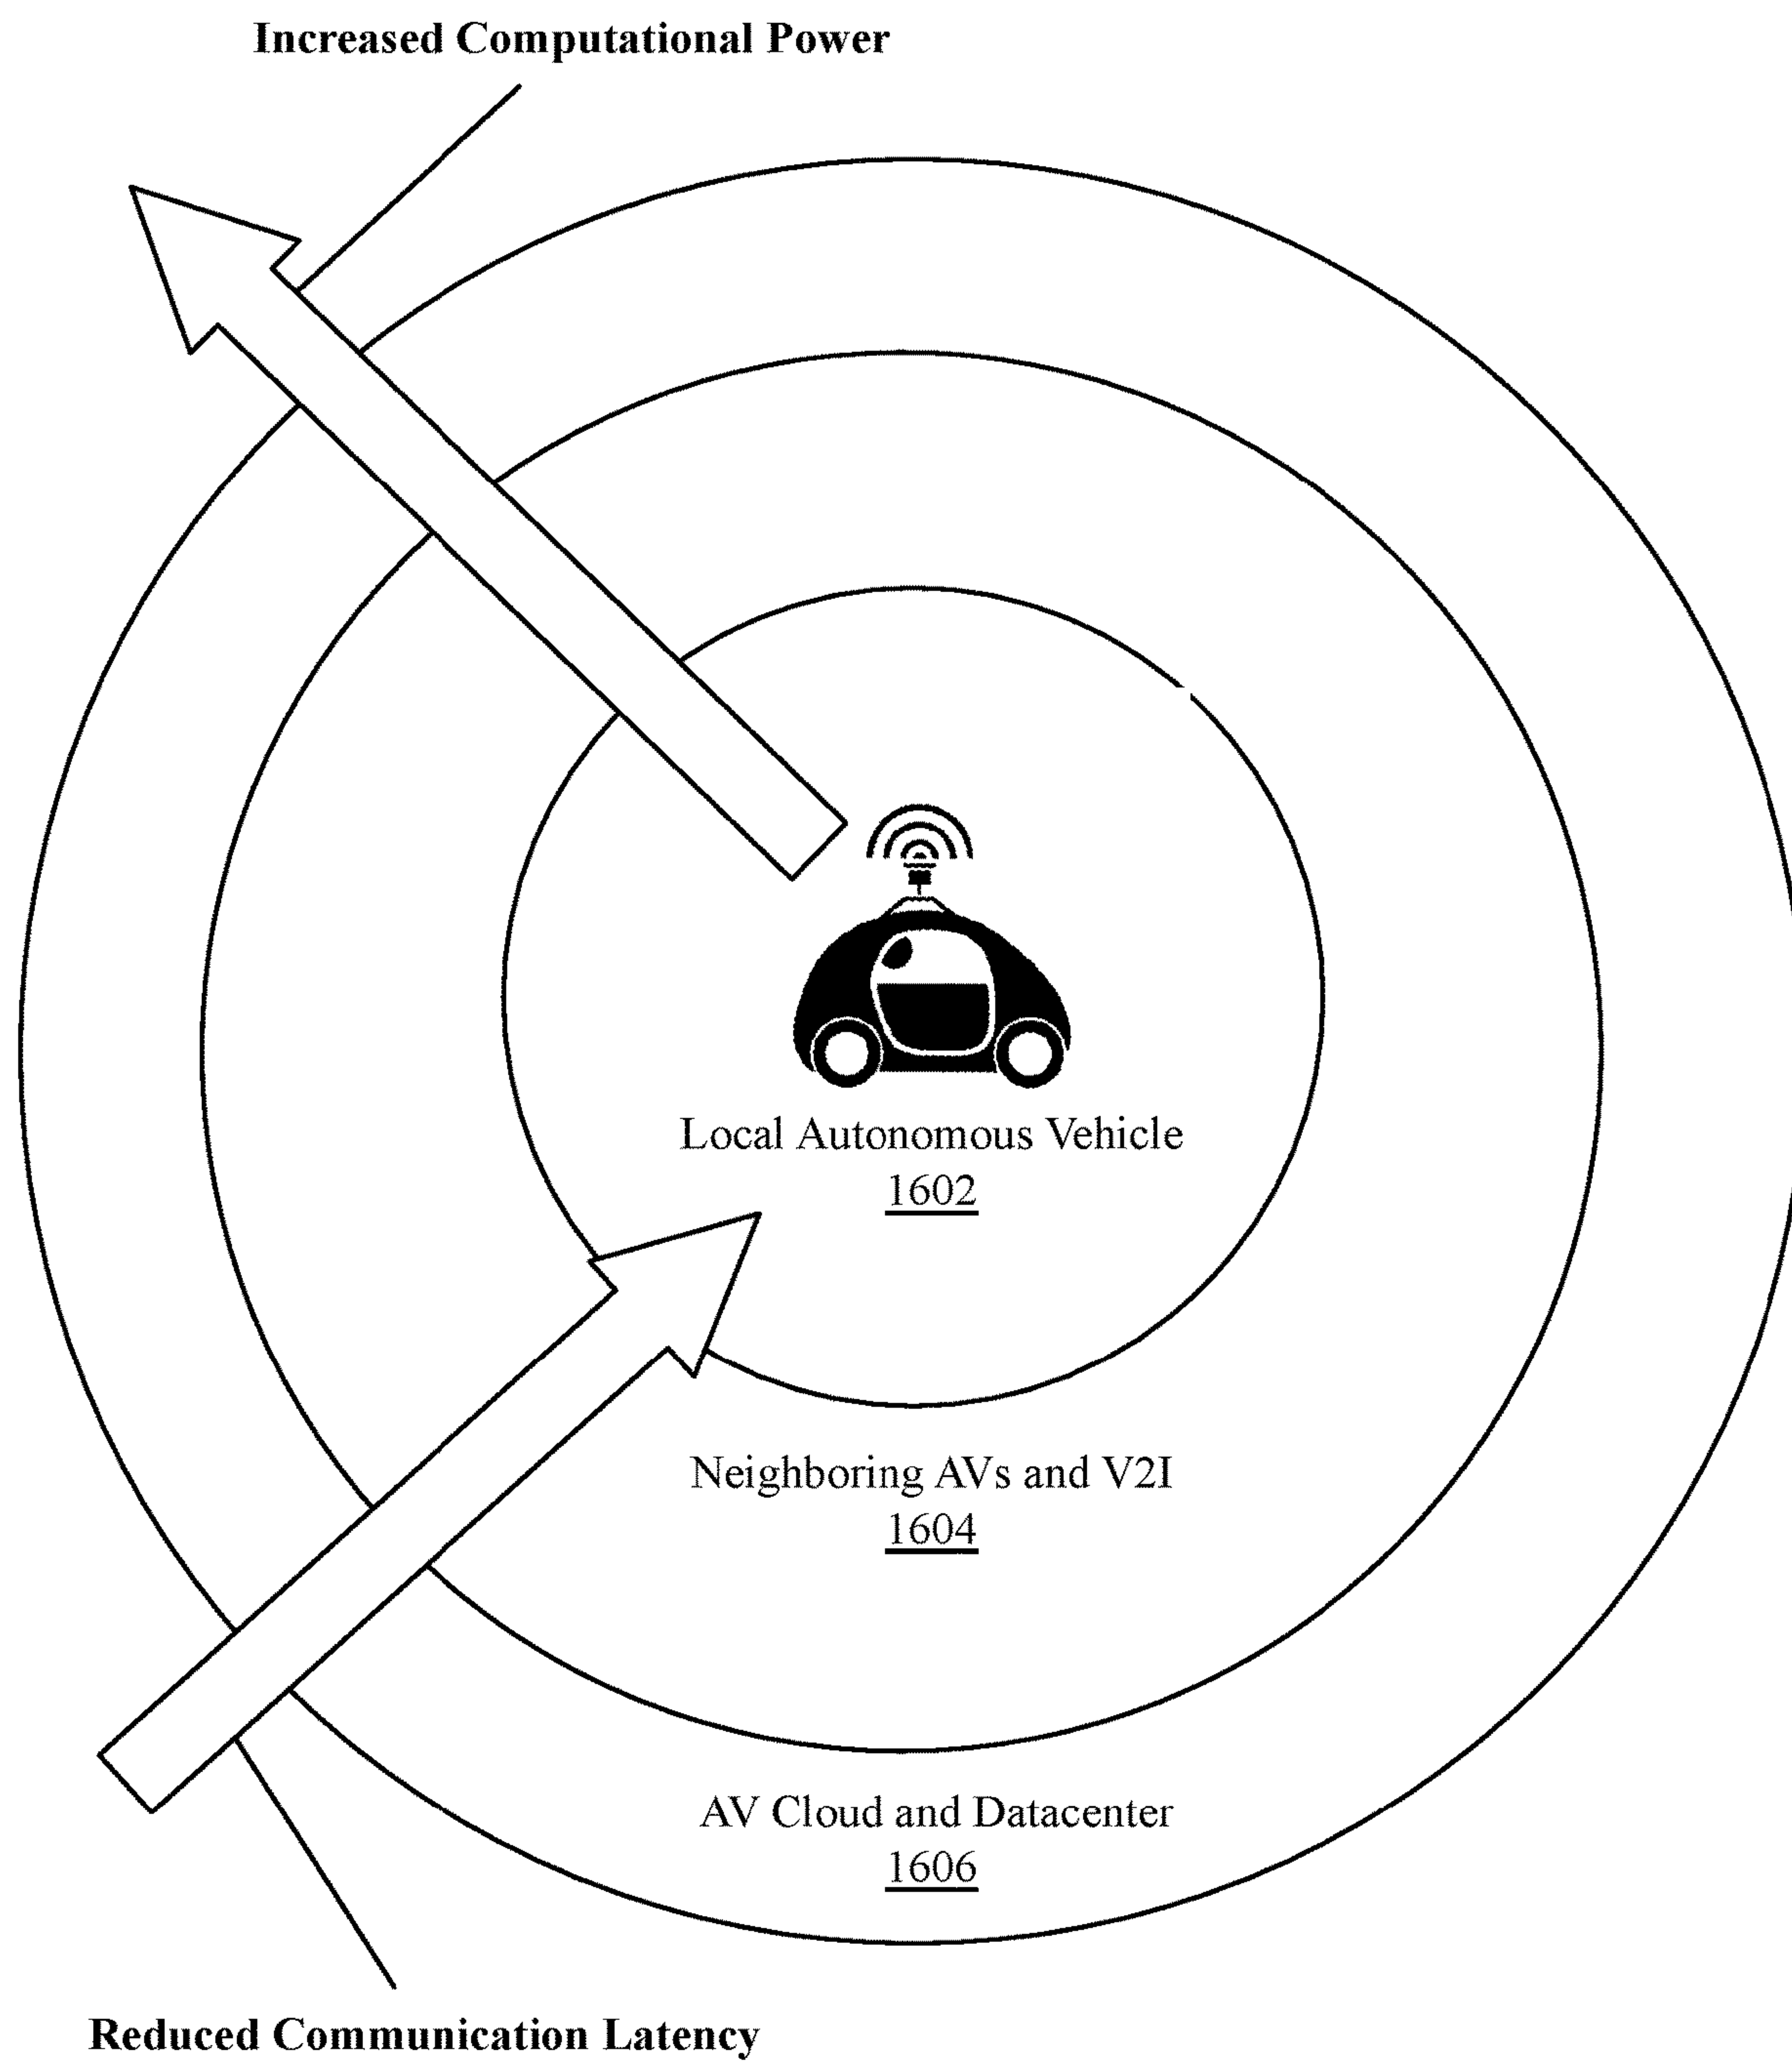 Increased Computational Power
Local Autonomous Vehicle
1602
Neighboring AVs and V2I
1604
AV Cloud and Datacenter
1606
Reduced Communication Latency